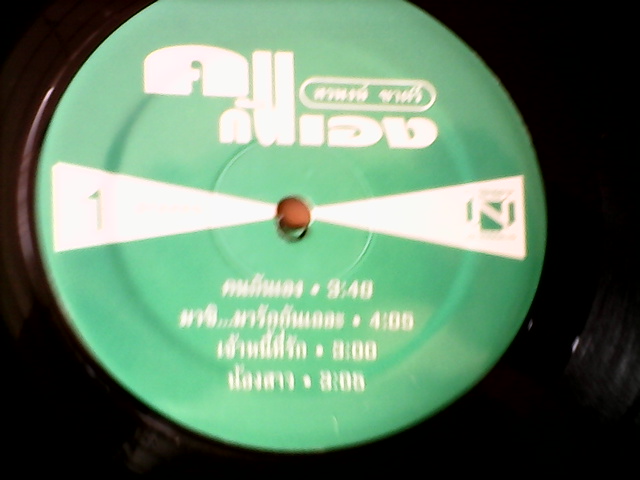 คน
กันเอง
1
คนกันเอง • 3:40
มาซิ...มารักกันเถอะ • 4:05
เจ้าหนี้ที่รัก • 3:00
น้องสาว • 3:05